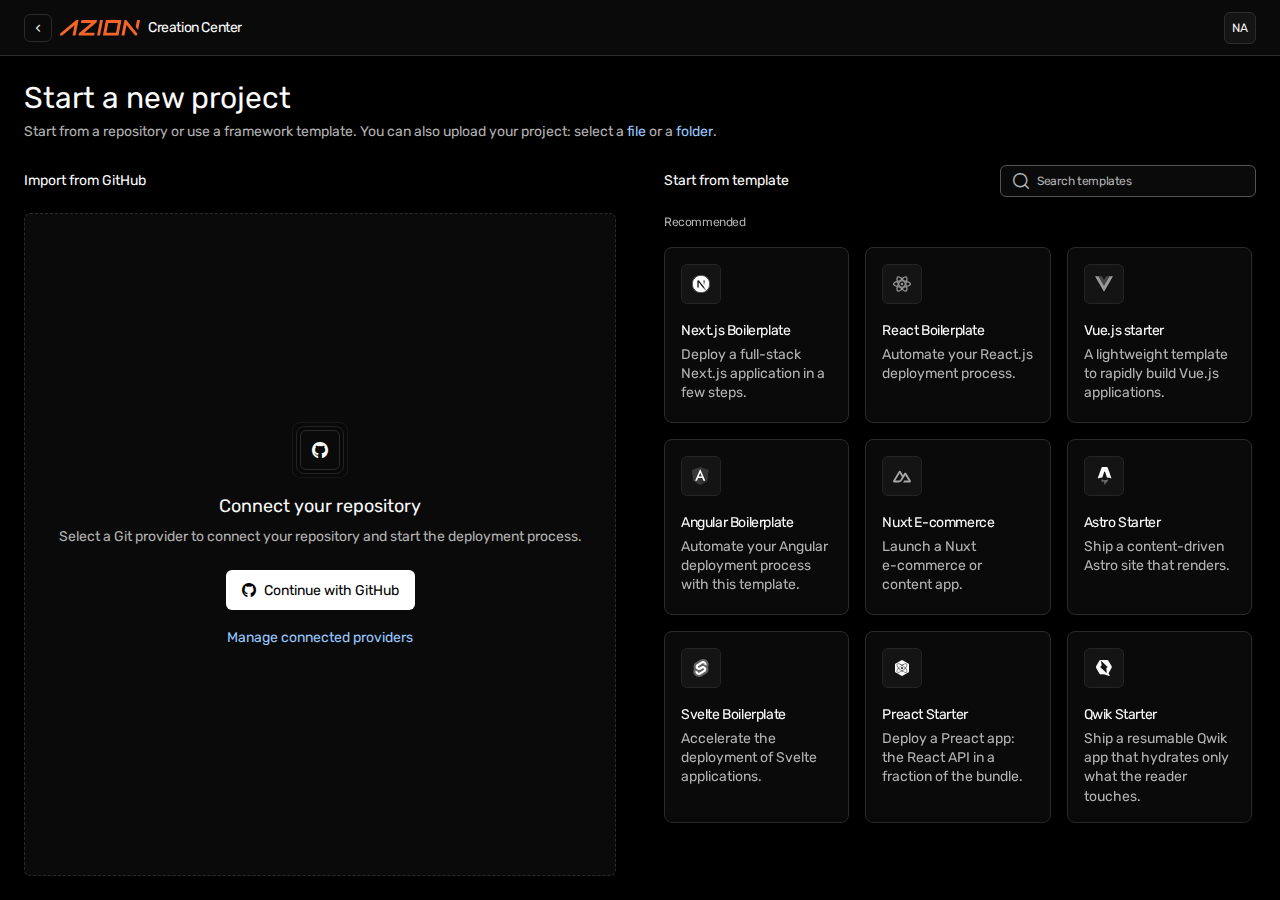 AZION Creation Center
NA
Start a new project
Start from a repository or use a framework template. You can also upload your project: select a file or a folder.
Import from GitHub
Start from template
Search templates
Recommended
Connect your repository
Select a Git provider to connect your repository and start the deployment process.
Continue with GitHub
Manage connected providers
Next.js Boilerplate
Deploy a full-stack
Next.js application in a
few steps.
React Boilerplate
Automate your React.js
deployment process.
Vue.js starter
A lightweight template
to rapidly build Vue.js
applications.
Angular Boilerplate
Automate your Angular
deployment process
with this template.
Nuxt E-commerce
Launch a Nuxt
e-commerce or
content app.
Astro Starter
Ship a content-driven
Astro site that renders.
Svelte Boilerplate
Accelerate the
deployment of Svelte
applications.
Preact Starter
Deploy a Preact app:
the React API in a
fraction of the bundle.
Qwik Starter
Ship a resumable Qwik
app that hydrates only
what the reader
touches.